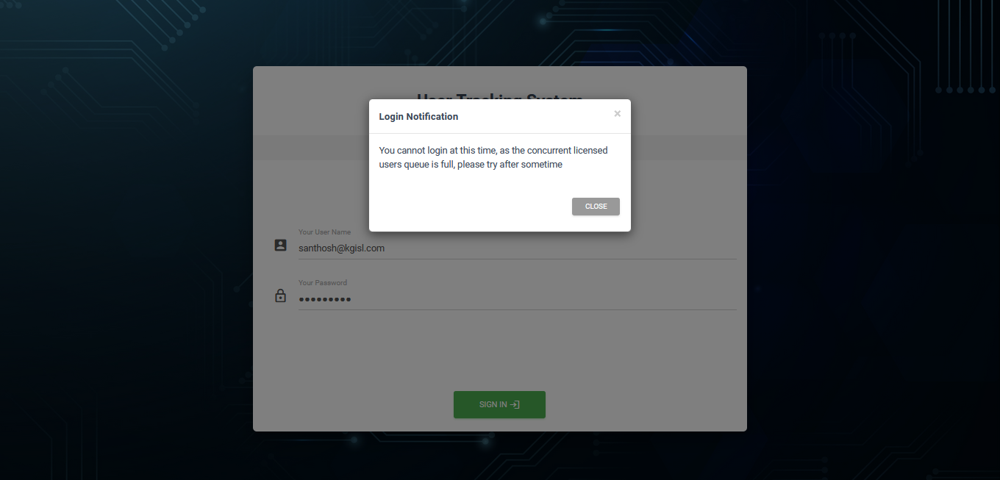 User Tracking System
Login Notification
×
You cannot login at this time, as the concurrent licensed
users queue is full, please try after sometime
CLOSE
Your User Name
santhosh@kgisl.com
Your Password
•••••••••
SIGN IN